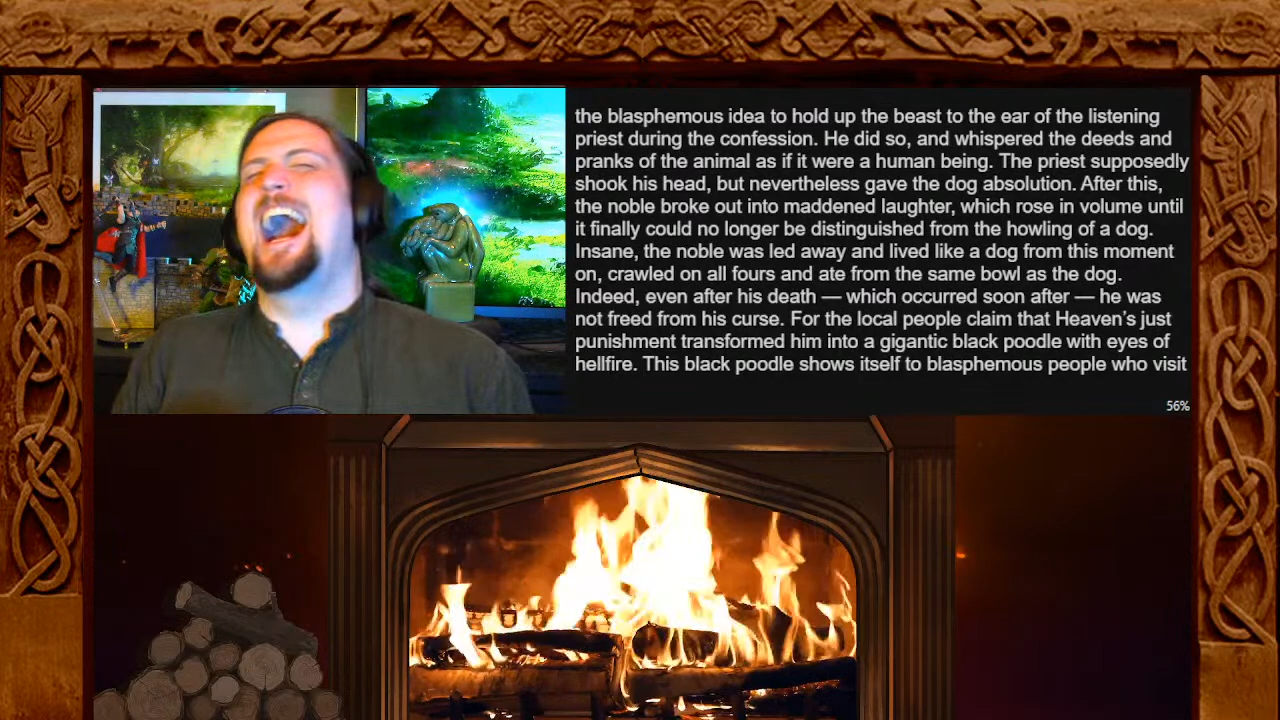 the blasphemous idea to hold up the beast to the ear of the listening
priest during the confession. He did so, and whispered the deeds and
pranks of the animal as if it were a human being. The priest supposedly
shook his head, but nevertheless gave the dog absolution. After this,
the noble broke out into maddened laughter, which rose in volume until
it finally could no longer be distinguished from the howling of a dog.
Insane, the noble was led away and lived like a dog from this moment
on, crawled on all fours and ate from the same bowl as the dog.
Indeed, even after his death — which occurred soon after — he was
not freed from his curse. For the local people claim that Heaven’s just
punishment transformed him into a gigantic black poodle with eyes of
hellfire. This black poodle shows itself to blasphemous people who visit
56%